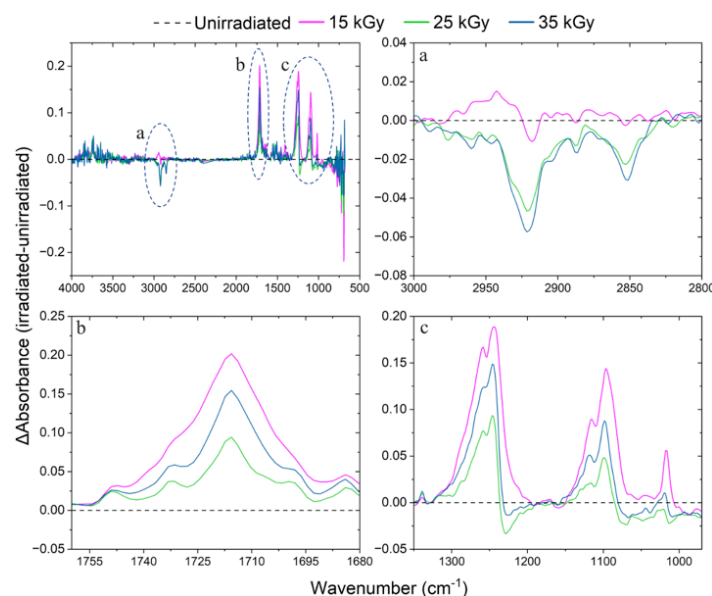 Unirradiated 15 kGy 25 kGy 35 kGy
ΔAbsorbance (irradiated-unirradiated)
0.2
0.1
0.0
−0.1
−0.2
a
b
c
4000 3500 3000 2500 2000 1500 1000 500
a
0.04
0.02
0.00
−0.02
−0.04
−0.06
−0.08
3000 2950 2900 2850 2800
b
0.25
0.20
0.15
0.10
0.05
0.00
−0.05
1755 1740 1725 1710 1695 1680
c
0.20
0.15
0.10
0.05
0.00
−0.05
1300 1200 1100 1000
Wavenumber (cm⁻¹)